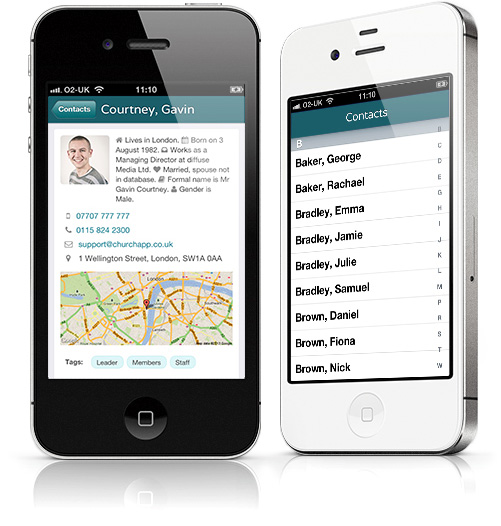 O2-UK 11:10
Contacts Courtney, Gavin
Lives in London. Born on 3
August 1982. Works as a
Managing Director at diffuse
Media Ltd. Married, spouse not
in database. Formal name is Mr
Gavin Courtney. Gender is
Male.
07707 777 777
0115 824 2300
support@churchapp.co.uk
1 Wellington Street, London, SW1A 0AA
London
Tags: Leader Members Staff
O2-UK 11:10
Contacts
B
Baker, George
Baker, Rachael
Bradley, Emma
Bradley, Jamie
Bradley, Julie
Bradley, Samuel
Brown, Daniel
Brown, Fiona
Brown, Nick
B
C
D
E
F
G
H
I
J
K
L
M
P
R
S
T
W